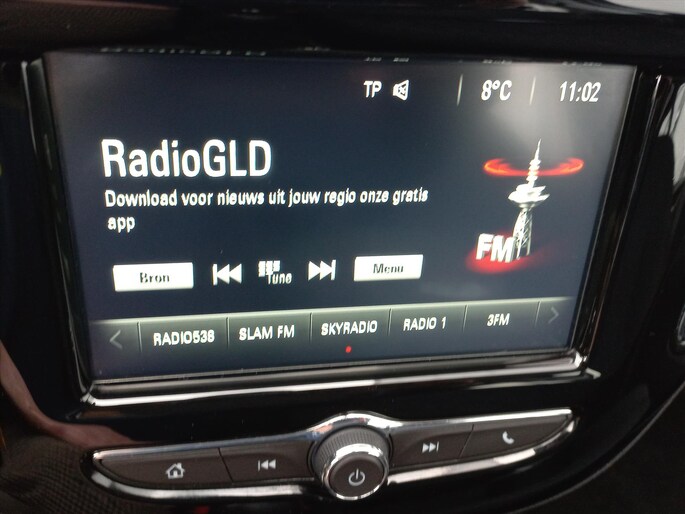 TP 8°C 11:02
RadioGLD
Download voor nieuws uit jouw regio onze gratis
app
FM
Bron Tune Menu
RADIO538 SLAM FM SKYRADIO RADIO 1 3FM